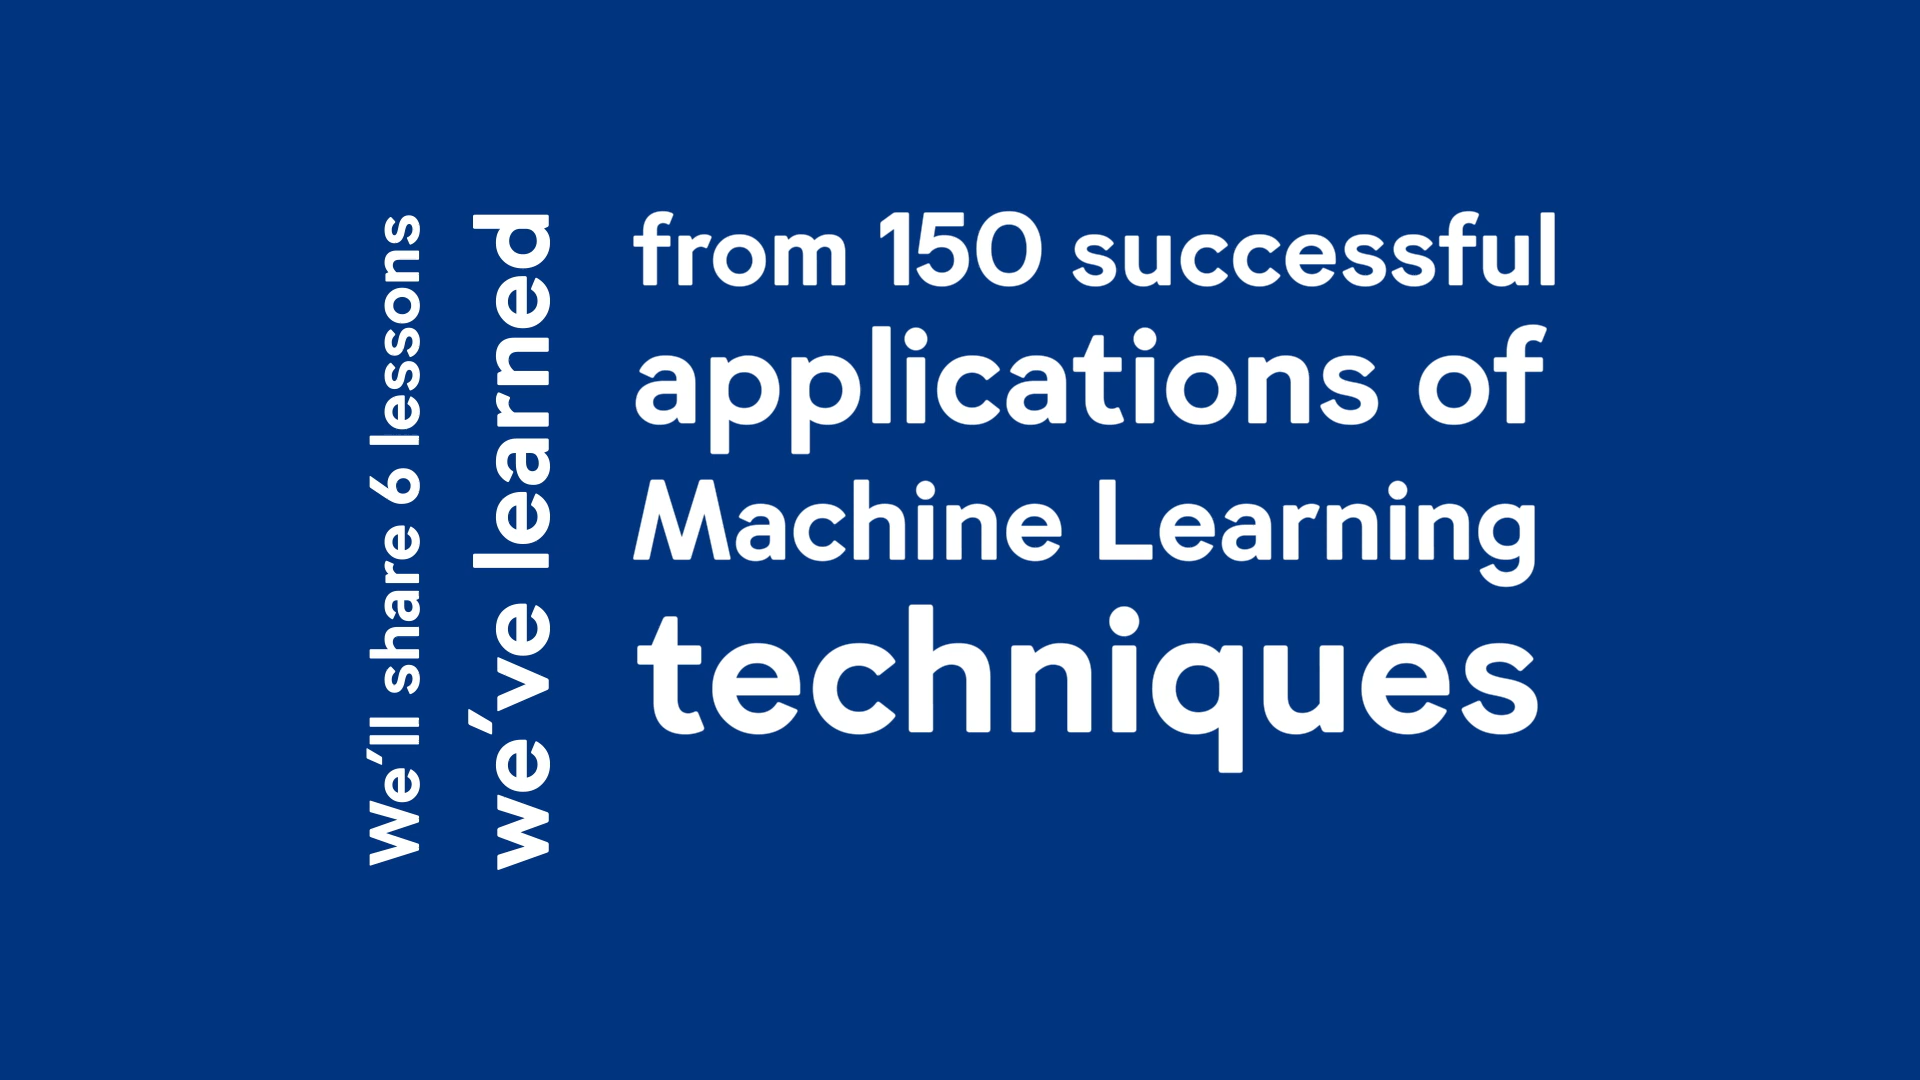 We'll share 6 lessons
we've learned
from 150 successful
applications of
Machine Learning
techniques